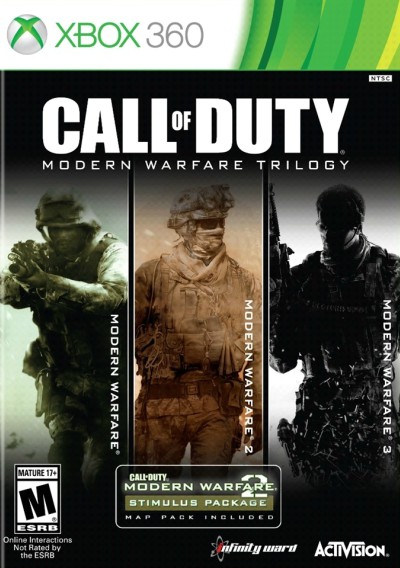 XBOX 360
NTSC
CALL OF DUTY®
MODERN WARFARE TRILOGY
MODERN WARFARE®
MODERN WARFARE® 2
MODERN WARFARE® 3
MATURE 17+
M
ESRB
Online Interactions
Not Rated by
the ESRB
CALL OF DUTY
MODERN WARFARE® 2
STIMULUS PACKAGE
MAP PACK INCLUDED
infinity ward
ACTIVISION®